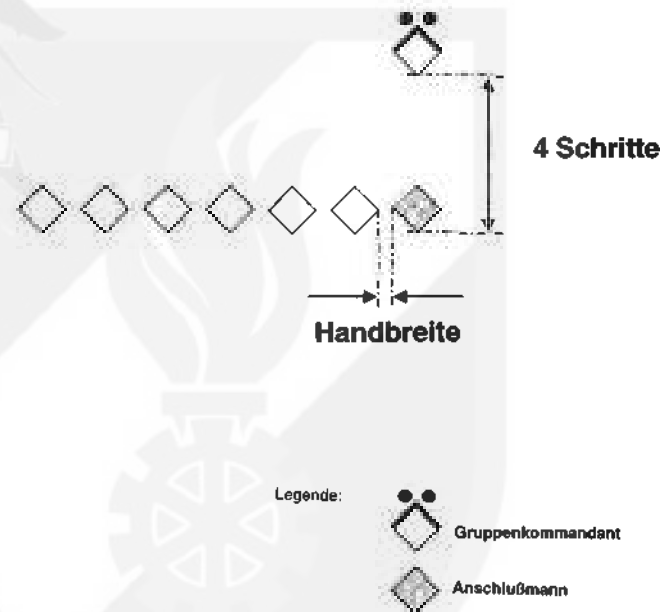 4 Schritte
Handbreite
Legende:
Gruppenkommandant
Anschlußmann